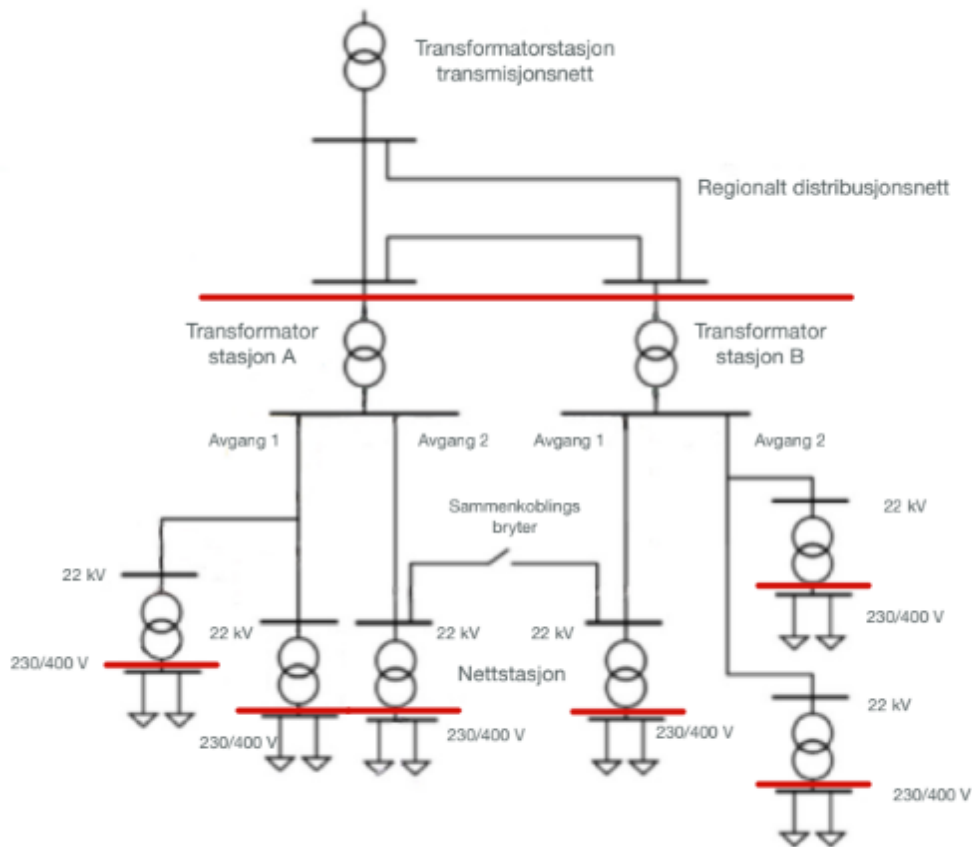 Transformatorstasjon
transmisjonsnett
Regionalt distribusjonsnett
Transformator
stasjon A
Transformator
stasjon B
Avgang 1
Avgang 2
Avgang 1
Avgang 2
Sammenkoblings
bryter
22 kV
22 kV
22 kV
22 kV
22 kV
230/400 V
230/400 V
Nettstasjon
22 kV
230/400 V
230/400 V
230/400 V
230/400 V